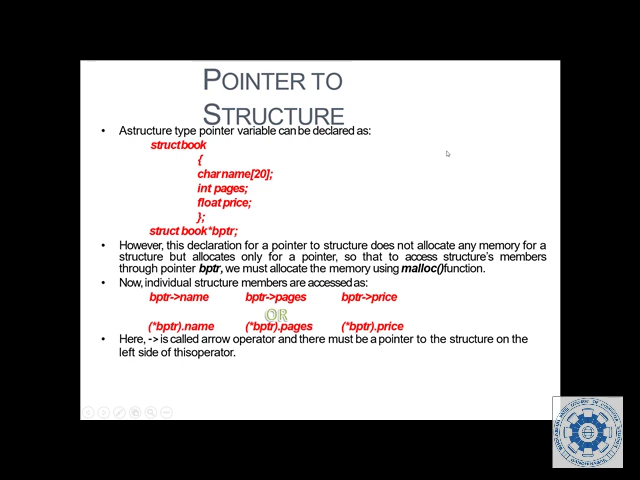 POINTER TO
STRUCTURE
• Astructure type pointer variable can be declared as:
structbook
{
charname[20];
int pages;
float price;
};
struct book*bptr;
• However, this declaration for a pointer to structure does not allocate any memory for a
structure but allocates only for a pointer, so that to access structure's members
through pointer bptr, we must allocate the memory using malloc()function.
• Now, individual structure members are accessed as:
bptr->name bptr->pages bptr->price
OR
(*bptr).name (*bptr).pages (*bptr).price
• Here, -> is called arrow operator and there must be a pointer to the structure on the
left side of thisoperator.